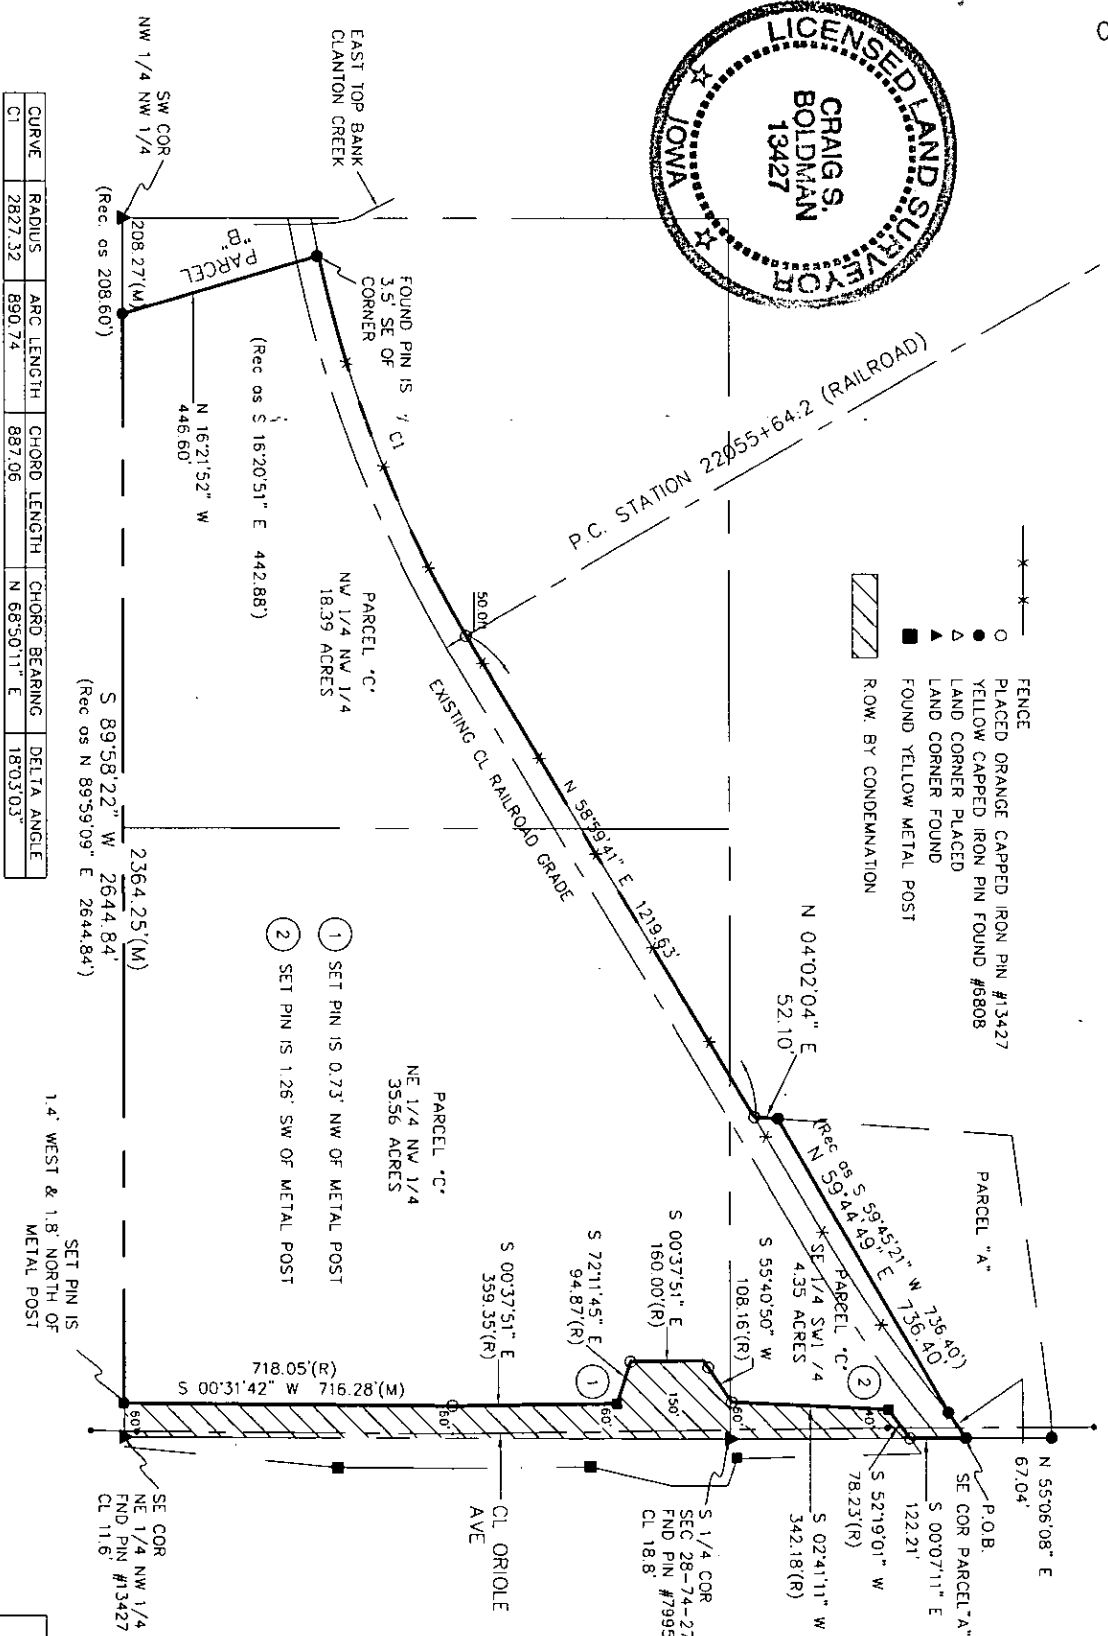 LICENSED LAND SURVEYOR
CRAIG S.
BOLDMAN
13427
IOWA
FENCE
PLACED ORANGE CAPPED IRON PIN #13427
YELLOW CAPPED IRON PIN FOUND #6808
LAND CORNER PLACED
LAND CORNER FOUND
FOUND YELLOW METAL POST
R.O.W. BY CONDEMNATION
P.C. STATION 22055+64.2 (RAILROAD)
EAST TOP BANK
CLANTON CREEK
SW COR
NW 1/4 NW 1/4
208.27'(M)
(Rec. as 208.60')
PARCEL
"B"
FOUND PIN IS
3.5' SE OF
CORNER
C1
N 16°21'52" W
446.60'
(Rec as S 16°20'51" E 442.88')
PARCEL "C"
NW 1/4 NW 1/4
18.39 ACRES
50.0ft
EXISTING CL RAILROAD GRADE
N 58°59'41" E 1219.63'
N 04°02'04" E
52.10'
PARCEL "A"
(Rec as S 59°45'21" W 736.40')
N 59°44'49" E 736.40'
PARCEL "C"
SE 1/4 SW1 /4
4.35 ACRES
N 55°06'08" E
67.04'
P.O.B.
SE COR PARCEL "A"
S 00°07'11" E
122.21'
S 52°19'01" W
78.23'(R)
S 02°41'11" W
342.18'(R)
2
40'
S 1/4 COR
SEC 28-74-27
FND PIN #7995
CL 18.8'
S 55°40'50" W
108.16'(R)
S 00°37'51" E
160.00'(R)
S 72°11'45" E
94.87'(R)
S 00°37'51" E
359.35'(R)
60'
150'
60'
60'
60'
1
CL ORIOLE
AVE
718.05'(R)
S 00°31'42" W 716.28'(M)
PARCEL "C"
NE 1/4 NW 1/4
35.56 ACRES
1 SET PIN IS 0.73' NW OF METAL POST
2 SET PIN IS 1.26' SW OF METAL POST
2364.25'(M)
S 89°58'22" W 2644.84'
(Rec as N 89°59'09" E 2644.84')
SET PIN IS
1.4' WEST & 1.8' NORTH OF
METAL POST
SE COR
NE 1/4 NW 1/4
FND PIN #13427
CL 11.6'
CURVE RADIUS ARC LENGTH CHORD LENGTH CHORD BEARING DELTA ANGLE
C1 2827.32 890.74 887.06 N 68°50'11" E 18°03'03"